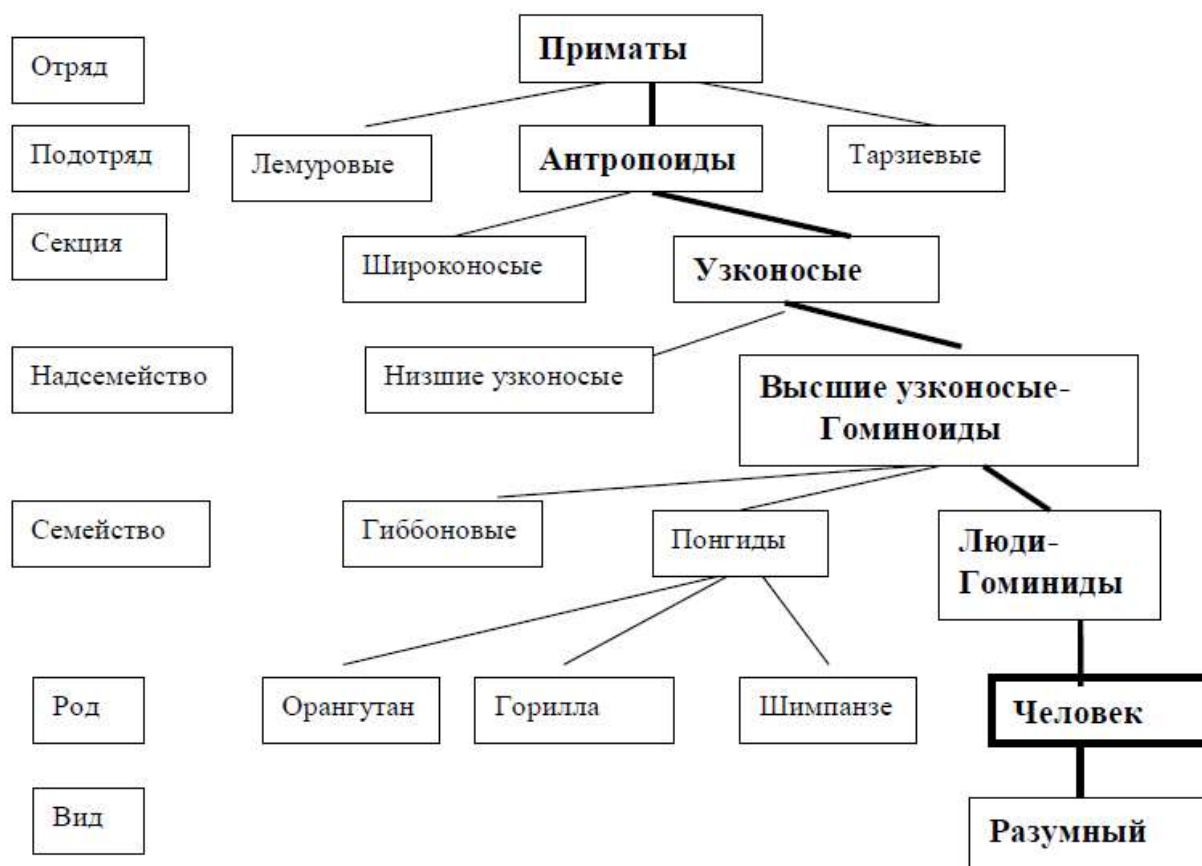 Отряд
Приматы
Подотряд
Лемуровые
Антропоиды
Тарзиевые
Секция
Широконосые
Узконосые
Надсемейство
Низшие узконосые
Высшие узконосые-
Гоминоиды
Семейство
Гиббоновые
Понгиды
Люди-
Гоминиды
Род
Орангутан
Горилла
Шимпанзе
Человек
Вид
Разумный